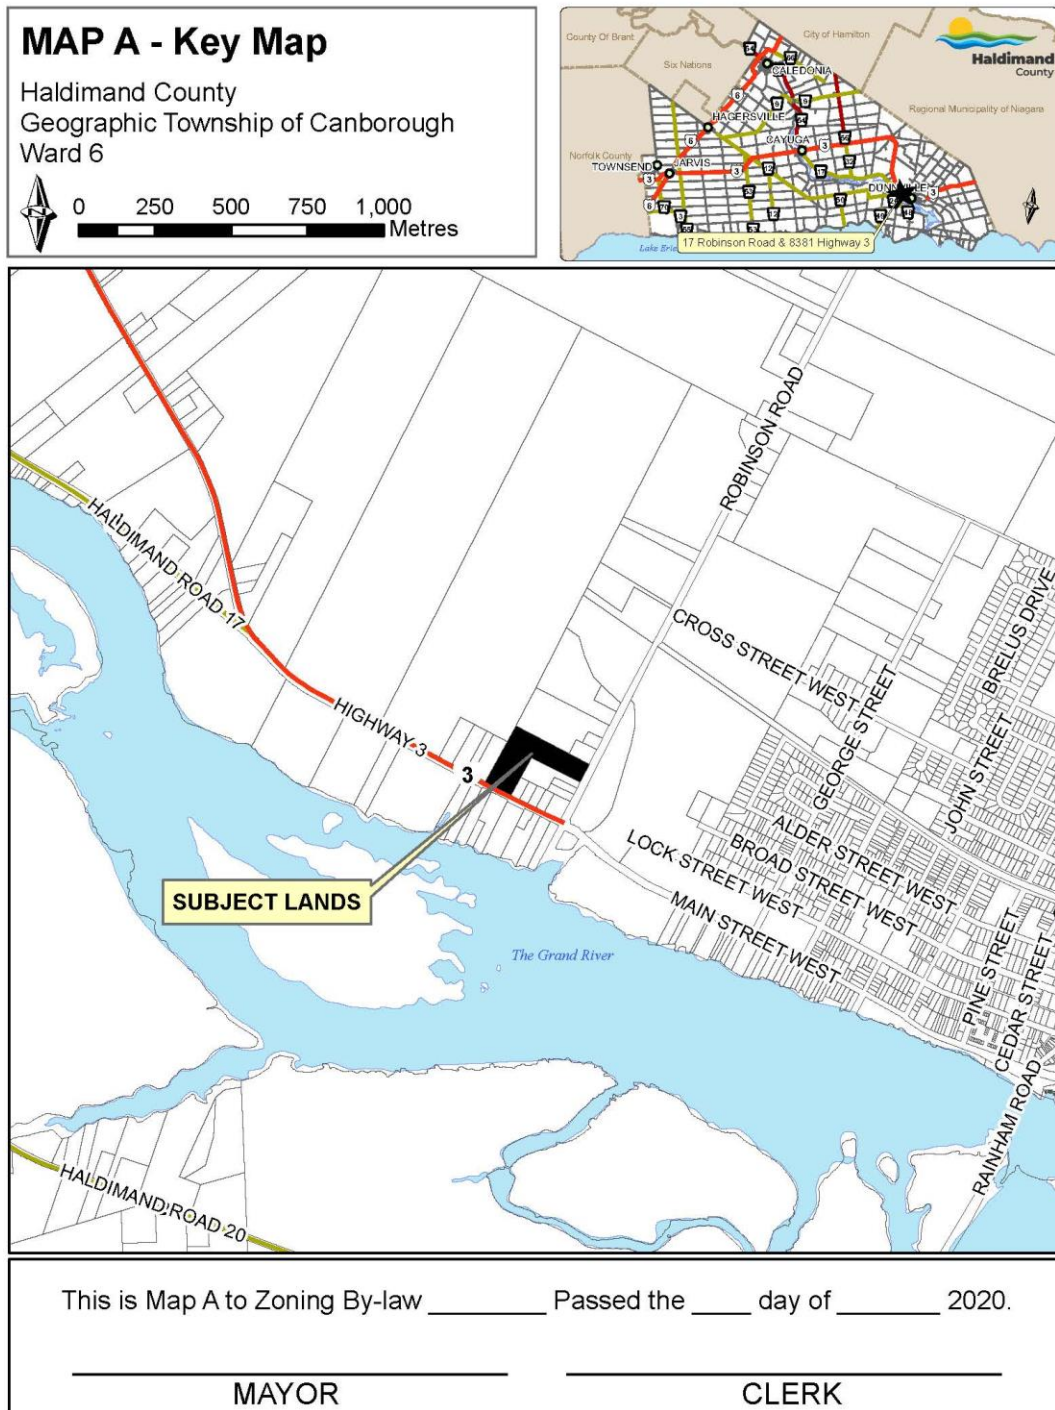 MAP A - Key Map
Haldimand County
Geographic Township of Canborough
Ward 6
N
0 250 500 750 1,000
Metres
County Of Brant
City of Hamilton
Six Nations
Haldimand
County
Regional Municipality of Niagara
Norfolk County
CALEDONIA
HAGERSVILLE
CAYUGA
TOWNSEND
JARVIS
DUNNVILLE
Lake Erie
17 Robinson Road & 8381 Highway 3
ROBINSON ROAD
HALDIMAND ROAD 17
HIGHWAY 3
3
CROSS STREET WEST
GEORGE STREET
BRELUS DRIVE
JOHN STREET
ALDER STREET WEST
BROAD STREET WEST
LOCK STREET WEST
MAIN STREET WEST
PINE STREET
CEDAR STREET
RAINHAM ROAD
SUBJECT LANDS
The Grand River
HALDIMAND ROAD 20
This is Map A to Zoning By-law ________ Passed the ____ day of _______ 2020.
MAYOR
CLERK